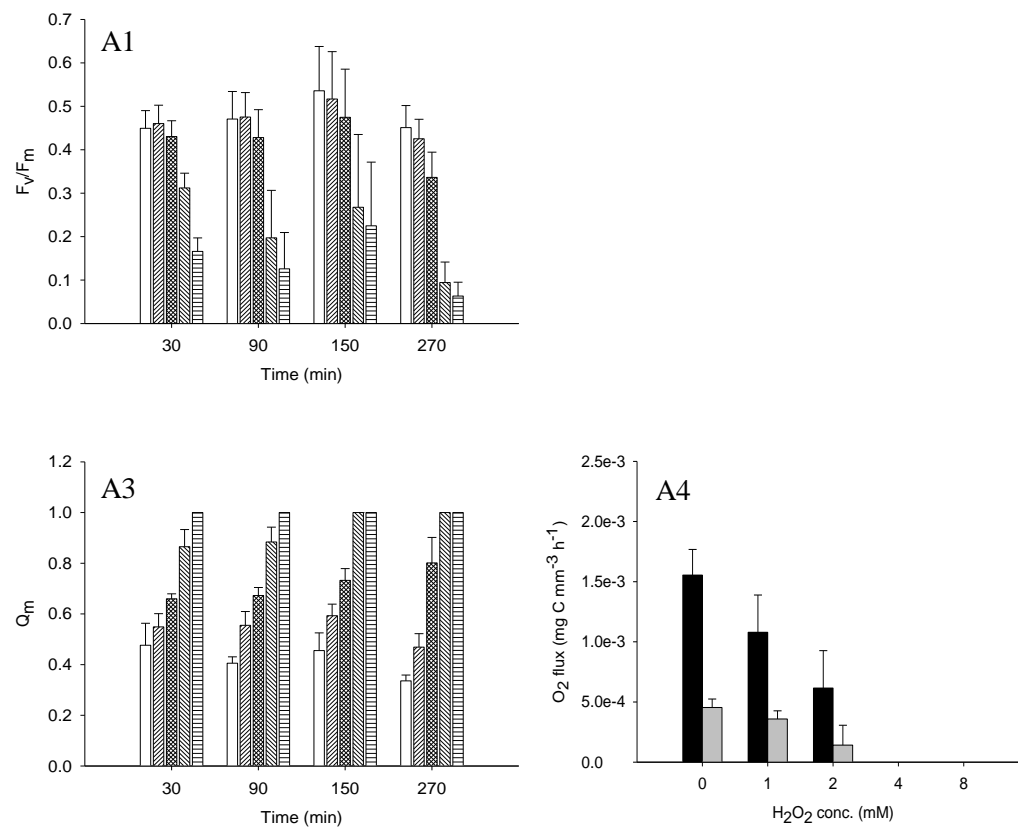 A1
0.7
0.6
0.5
0.4
0.3
0.2
0.1
0.0
Fv/Fm
30 90 150 270
Time (min)
A3
1.2
1.0
0.8
0.6
0.4
0.2
0.0
Qm
30 90 150 270
Time (min)
A4
2.5e-3
2.0e-3
1.5e-3
1.0e-3
5.0e-4
0.0
O₂ flux (mg C mm⁻³ h⁻¹)
0 1 2 4 8
H₂O₂ conc. (mM)